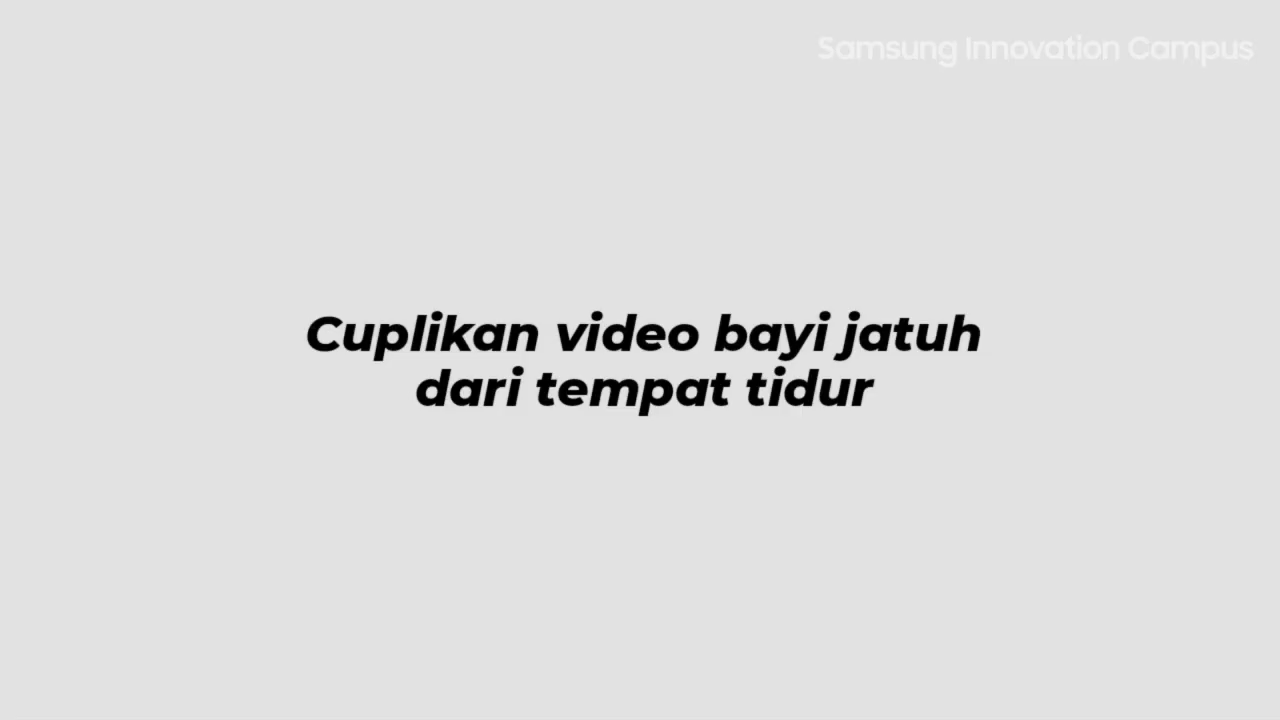 Samsung Innovation Campus
Cuplikan video bayi jatuh
dari tempat tidur